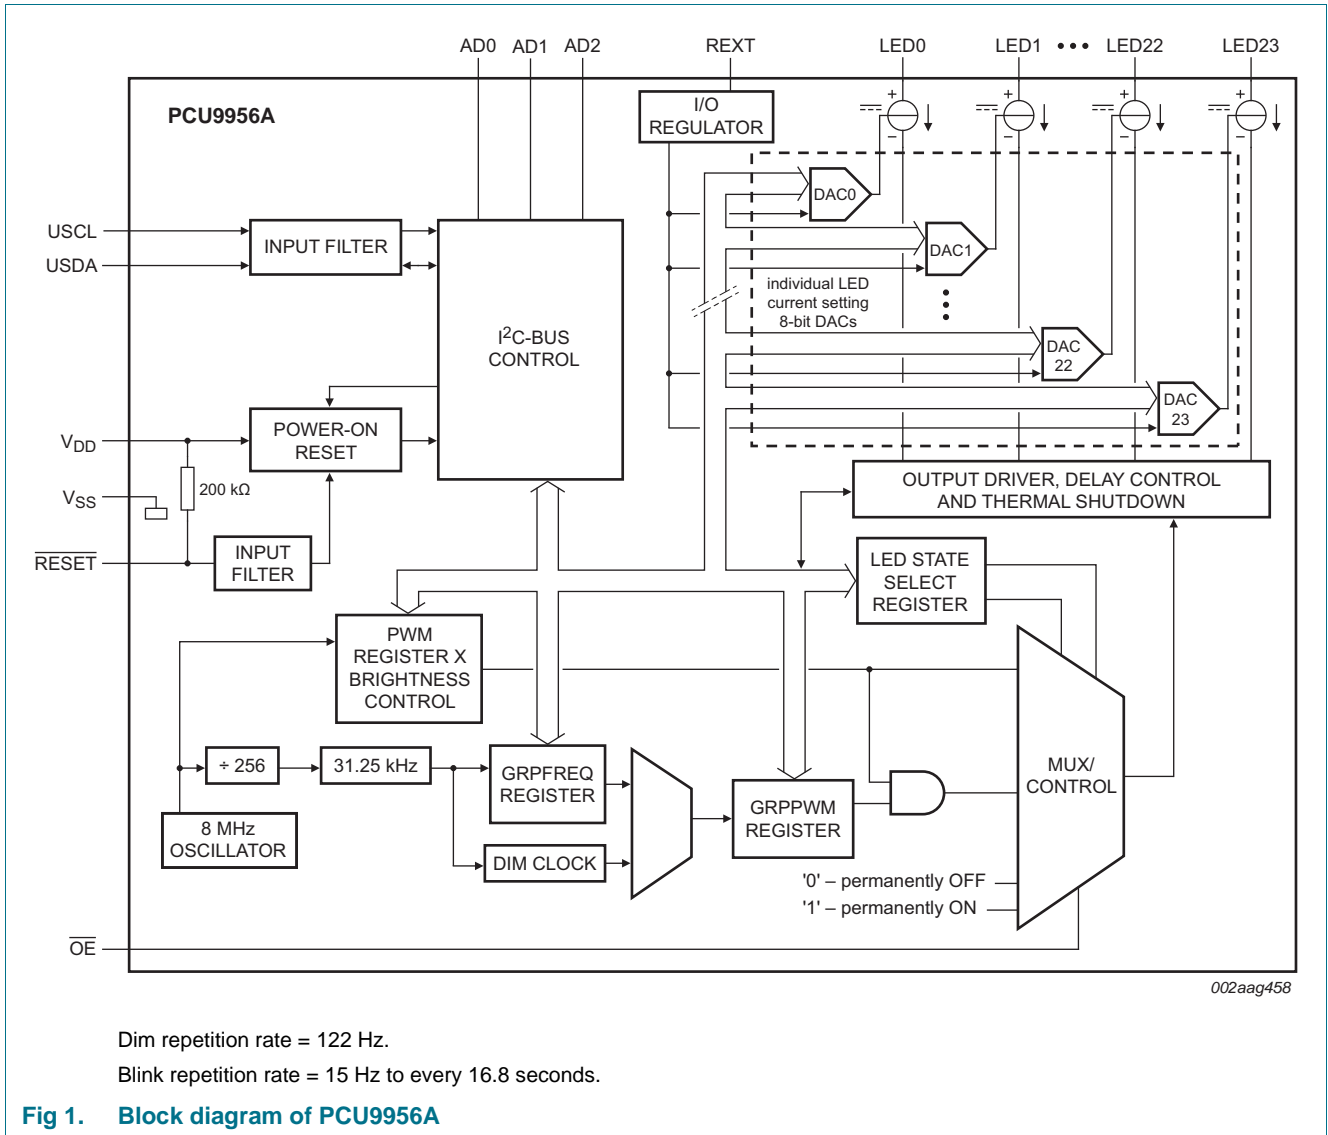 AD0 AD1 AD2 REXT LED0 LED1 ••• LED22 LED23
PCU9956A
I/O
REGULATOR
+ + + +
− − − −
DAC0
USCL
USDA
INPUT FILTER
DAC1
individual LED
current setting
8-bit DACs
I2C-BUS
CONTROL
DAC
22
DAC
23
VDD
POWER-ON
RESET
200 kΩ
VSS
OUTPUT DRIVER, DELAY CONTROL
AND THERMAL SHUTDOWN
RESET
INPUT
FILTER
LED STATE
SELECT
REGISTER
PWM
REGISTER X
BRIGHTNESS
CONTROL
÷ 256
31.25 kHz
GRPFREQ
REGISTER
MUX/
CONTROL
GRPPWM
REGISTER
8 MHz
OSCILLATOR
DIM CLOCK
'0' – permanently OFF
'1' – permanently ON
OE
002aag458
Dim repetition rate = 122 Hz.
Blink repetition rate = 15 Hz to every 16.8 seconds.
Fig 1. Block diagram of PCU9956A